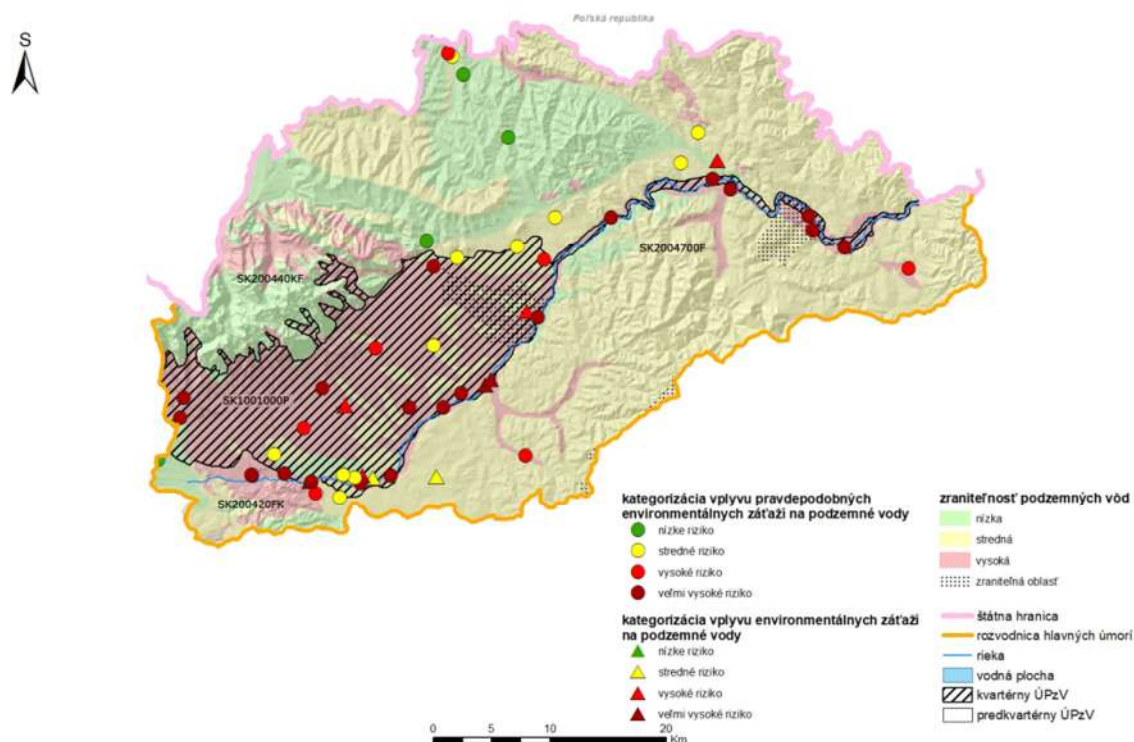 Poľská republika
S
SK200440KF
SK2004700F
SK1001000P
SK200420FK
kategorizácia vplyvu pravdepodobných
environmentálnych záťaži na podzemné vody
nízke riziko
stredné riziko
vysoké riziko
veľmi vysoké riziko
kategorizácia vplyvu environmentálnych záťaži
na podzemné vody
nízke riziko
stredné riziko
vysoké riziko
veľmi vysoké riziko
zraniteľnosť podzemných vôd
nízka
stredná
vysoká
zraniteľná oblasť
štátna hranica
rozvodnica hlavných úmorí
rieka
vodná plocha
kvartérny ÚPzV
predkvartérny ÚPzV
0 5 10 20
Km